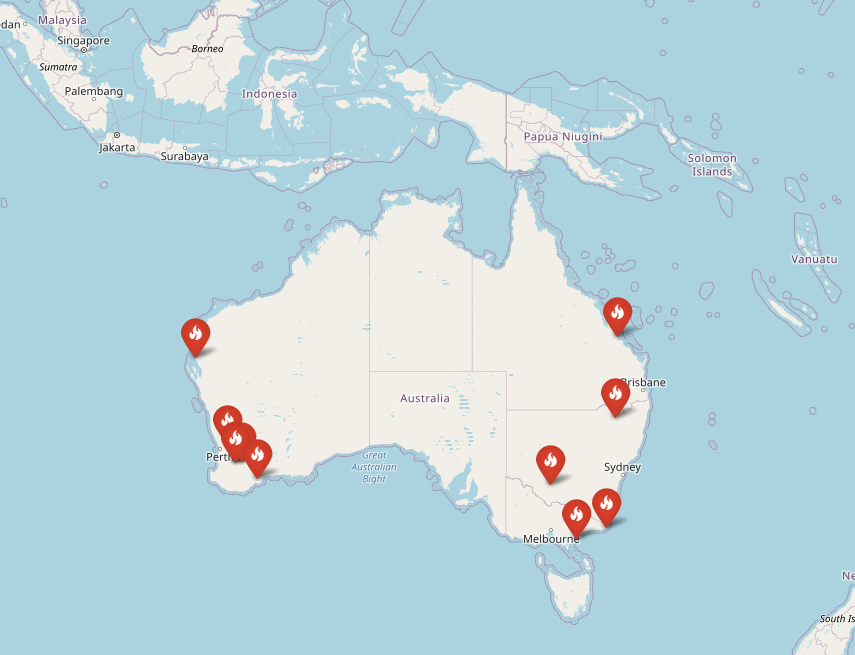 Malaysia
dan
Singapore
Borneo
Sumatra
Palembang
Indonesia
Jakarta
Surabaya
Papua Niugini
Solomon
Islands
Vanuatu
Australia
Brisbane
Perth
Great
Australian
Bight
Sydney
Melbourne
Ne
South Is